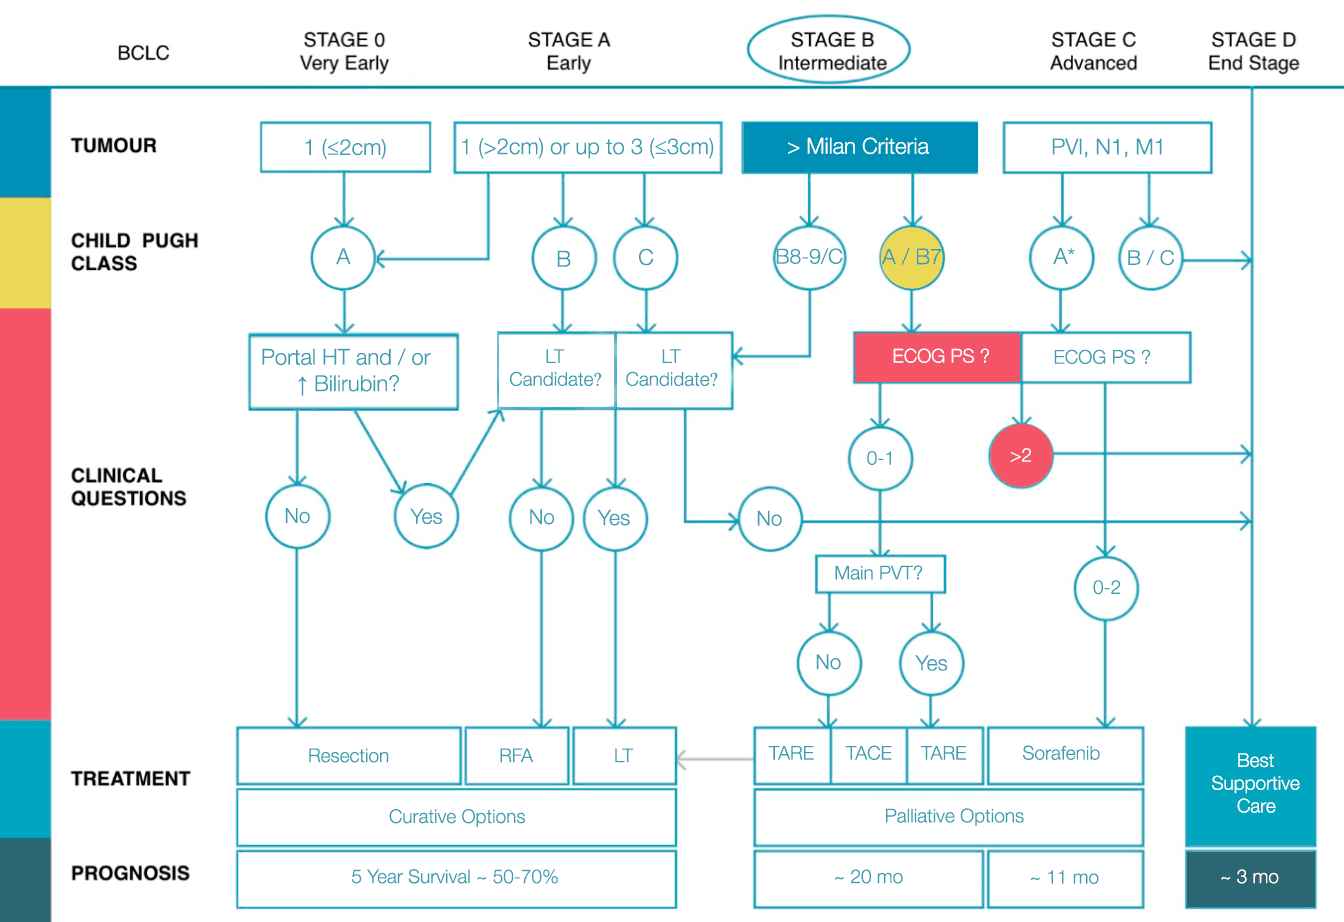 BCLC
STAGE 0
Very Early
STAGE A
Early
STAGE B
Intermediate
STAGE C
Advanced
STAGE D
End Stage
TUMOUR
1 (≤2cm)
1 (>2cm) or up to 3 (≤3cm)
> Milan Criteria
PVI, N1, M1
CHILD PUGH
CLASS
A
B
C
B8-9/C
A / B7
A*
B / C
CLINICAL
QUESTIONS
Portal HT and / or
↑ Bilirubin?
LT
Candidate?
LT
Candidate?
ECOG PS ?
ECOG PS ?
0-1
>2
No
Yes
No
Yes
No
Main PVT?
0-2
No
Yes
TREATMENT
Resection
RFA
LT
TARE
TACE
TARE
Sorafenib
Best
Supportive
Care
Curative Options
Palliative Options
PROGNOSIS
5 Year Survival ~ 50-70%
~ 20 mo
~ 11 mo
~ 3 mo